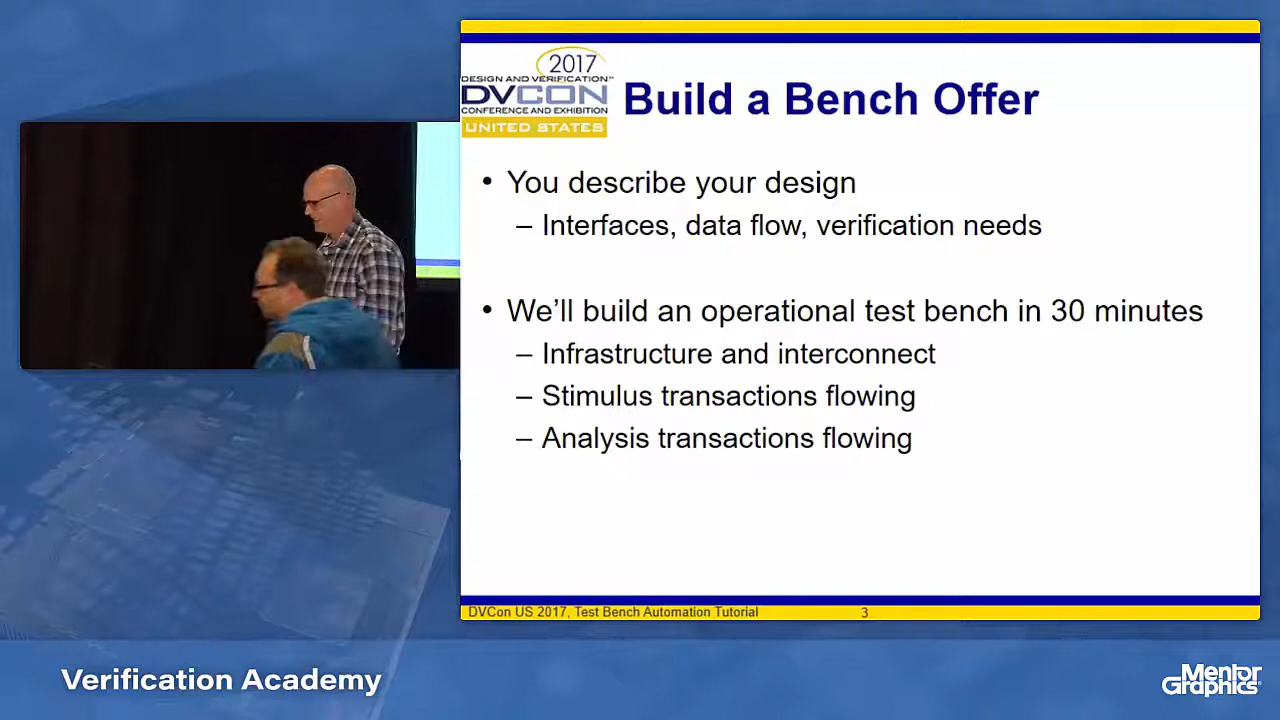 2017
DESIGN AND VERIFICATION™
DVCON
CONFERENCE AND EXHIBITION
UNITED STATES
Build a Bench Offer
• You describe your design
– Interfaces, data flow, verification needs
• We’ll build an operational test bench in 30 minutes
– Infrastructure and interconnect
– Stimulus transactions flowing
– Analysis transactions flowing
DVCon US 2017, Test Bench Automation Tutorial
3
Verification Academy
Mentor
Graphics®